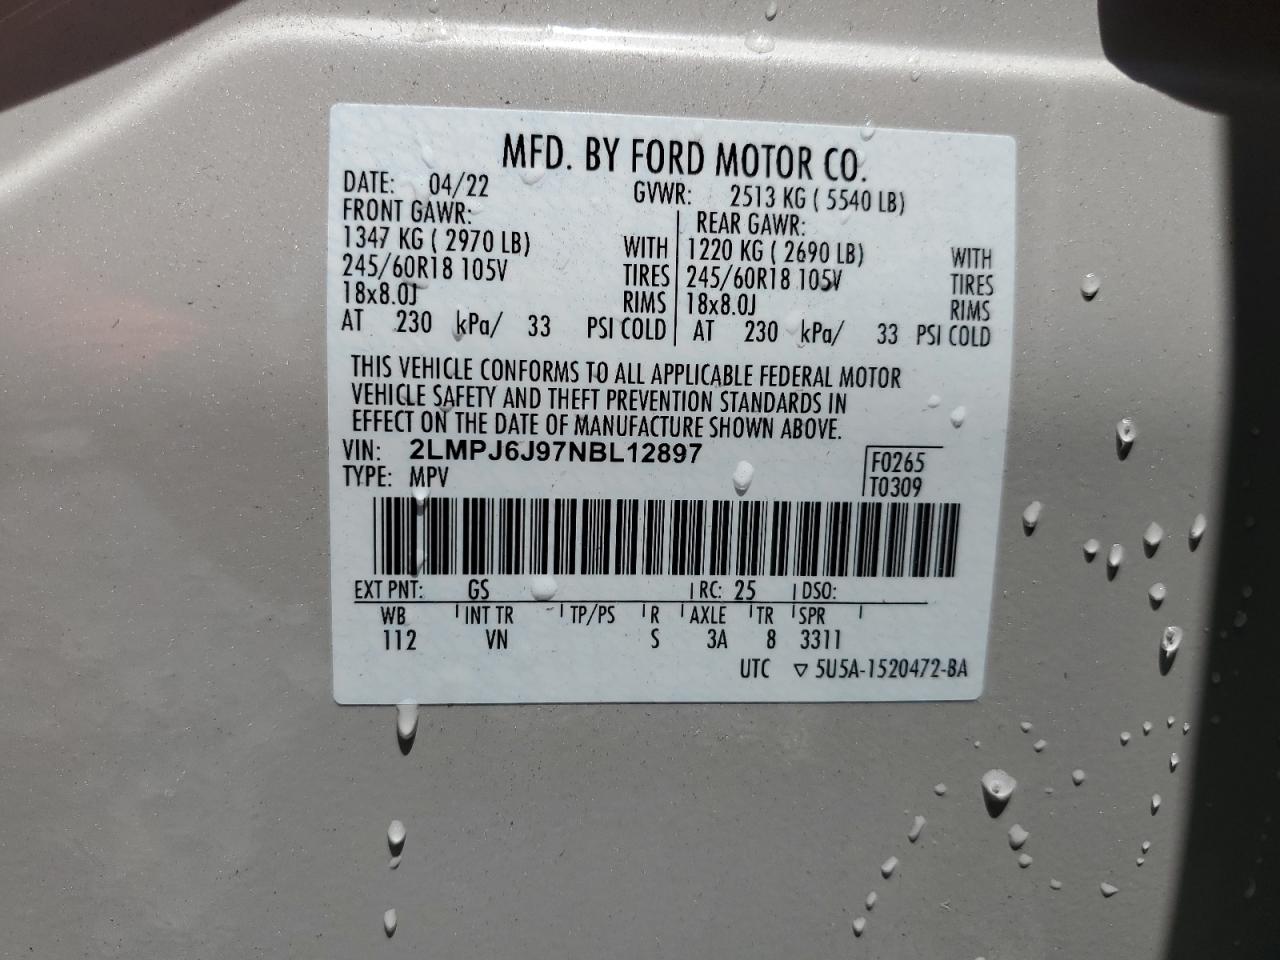 MFD. BY FORD MOTOR CO.
DATE: 04/22 GVWR: 2513 KG ( 5540 LB)
FRONT GAWR: REAR GAWR:
1347 KG ( 2970 LB) WITH 1220 KG ( 2690 LB) WITH
245/60R18 105V TIRES 245/60R18 105V TIRES
18x8.0J RIMS 18x8.0J RIMS
AT 230 kPa/ 33 PSI COLD AT 230 kPa/ 33 PSI COLD
THIS VEHICLE CONFORMS TO ALL APPLICABLE FEDERAL MOTOR
VEHICLE SAFETY AND THEFT PREVENTION STANDARDS IN
EFFECT ON THE DATE OF MANUFACTURE SHOWN ABOVE.
VIN: 2LMPJ6J97NBL12897 F0265
TYPE: MPV T0309
EXT PNT: GS RC: 25 DSO:
WB INT TR TP/PS R AXLE TR SPR
112 VN S 3A 8 3311
UTC ▽ 5U5A-1520472-BA